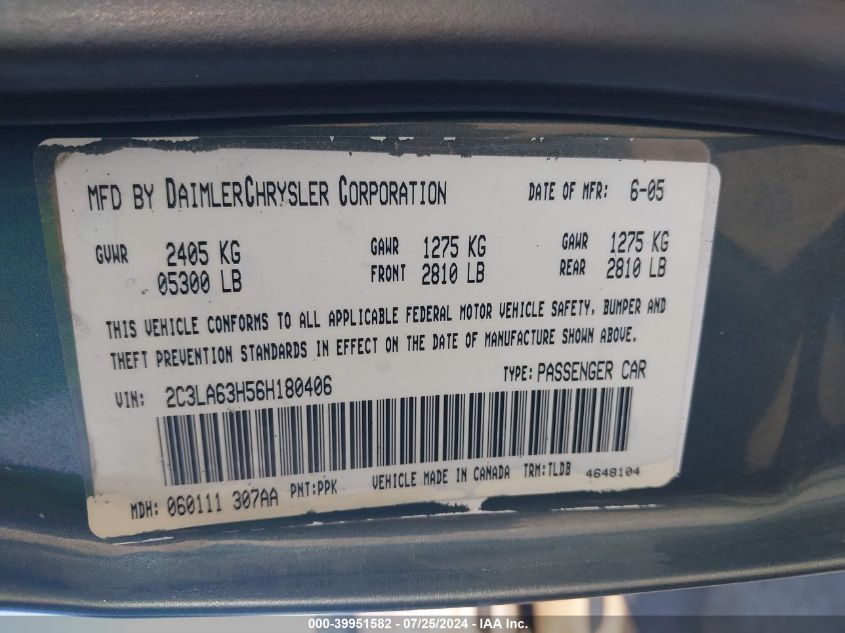 MFD BY DAIMLERCHRYSLER CORPORATION DATE OF MFR: 6-05
GVWR 2405 KG GAWR 1275 KG GAWR 1275 KG
05300 LB FRONT 2810 LB REAR 2810 LB
THIS VEHICLE CONFORMS TO ALL APPLICABLE FEDERAL MOTOR VEHICLE SAFETY, BUMPER AND
THEFT PREVENTION STANDARDS IN EFFECT ON THE DATE OF MANUFACTURE SHOWN ABOVE.
VIN: 2C3LA63H56H180406 TYPE: PASSENGER CAR
MDH: 060111 307AA PNT:PPK VEHICLE MADE IN CANADA TRM:TLDB 4648104
000-39951582 - 07/25/2024 - IAA Inc.